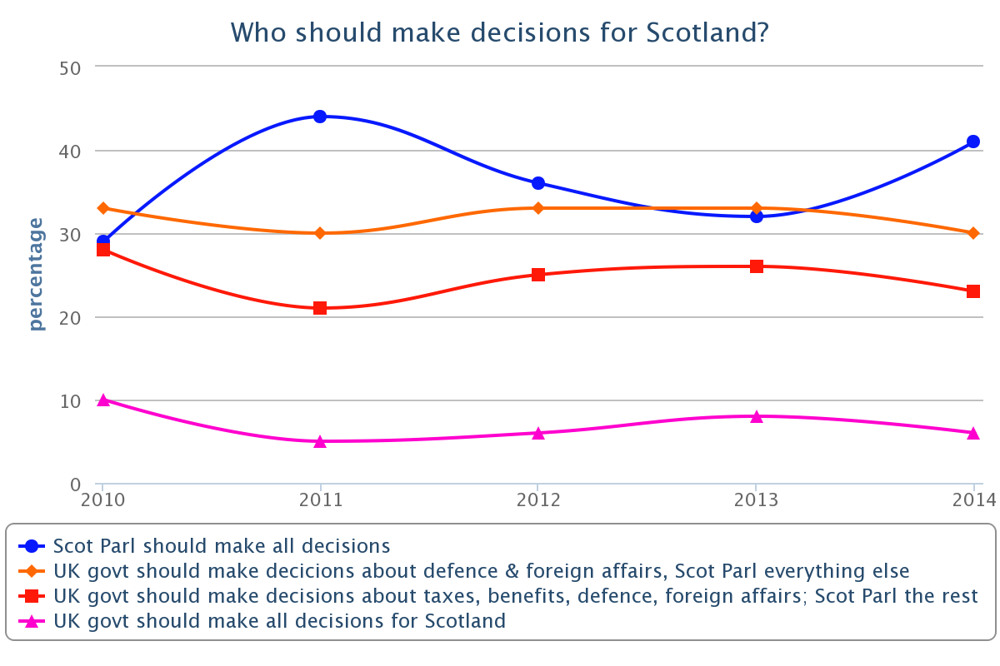 Who should make decisions for Scotland?
percentage
50
40
30
20
10
0
2010 2011 2012 2013 2014
Scot Parl should make all decisions
UK govt should make decicions about defence & foreign affairs, Scot Parl everything else
UK govt should make decisions about taxes, benefits, defence, foreign affairs; Scot Parl the rest
UK govt should make all decisions for Scotland